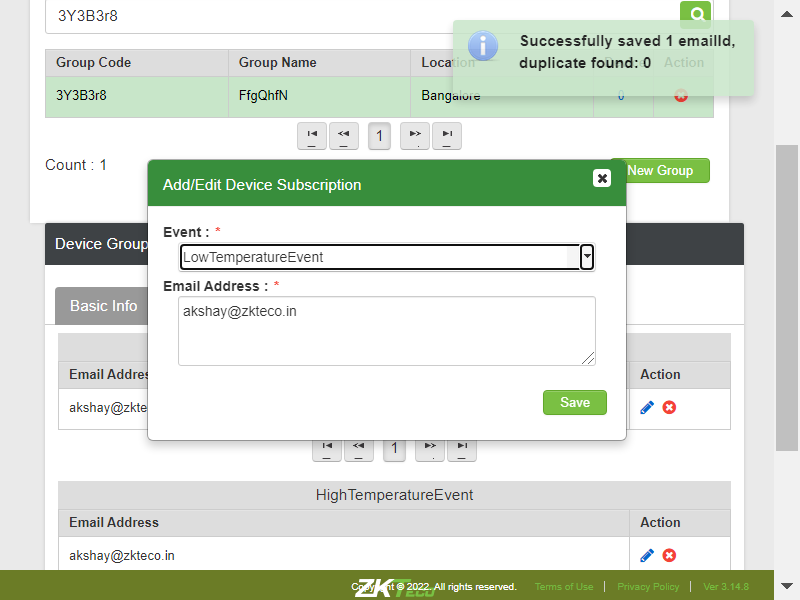 3Y3B3r8
Successfully saved 1 emailId,
duplicate found: 0
Group Code Group Name Location Action
3Y3B3r8 FfgQhfN Bangalore 0
1
Count : 1
New Group
Add/Edit Device Subscription
Event : *
LowTemperatureEvent
Email Address : *
akshay@zkteco.in
Save
Device Group
Basic Info
Email Addres Action
akshay@zkte
1
HighTemperatureEvent
Email Address Action
akshay@zkteco.in
ZKTeco
Copyright © 2022. All rights reserved. Terms of Use | Privacy Policy | Ver 3.14.8